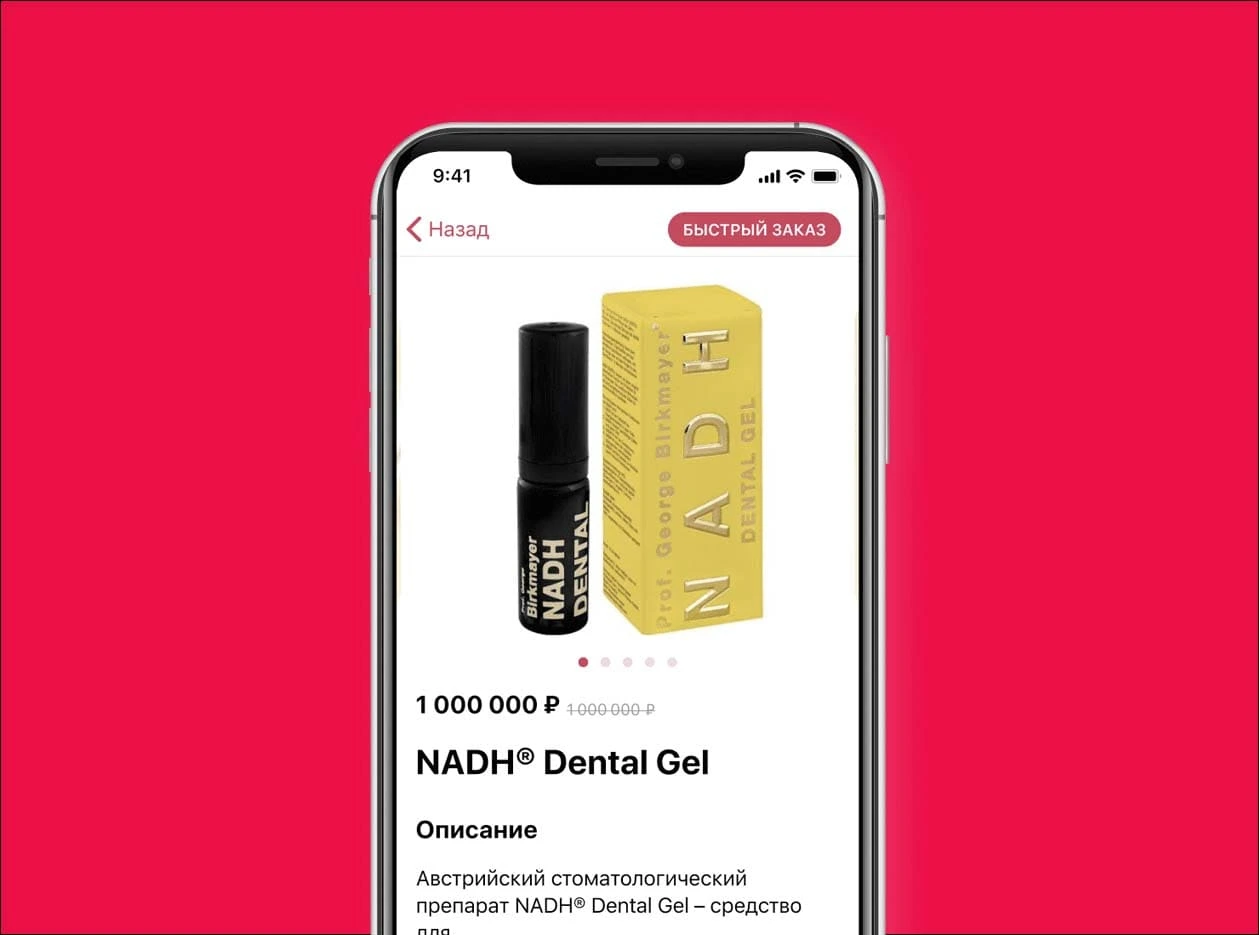 9:41
Назад
БЫСТРЫЙ ЗАКАЗ
Prof. George Birkmayer
NADH
DENTAL GEL
Prof. George
Birkmayer
NADH
DENTAL
1 000 000 ₽ 1 000 000 ₽
NADH® Dental Gel
Описание
Австрийский стоматологический
препарат NADH® Dental Gel – средство
для